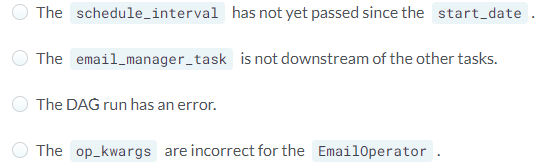 The schedule_interval has not yet passed since the start_date .
The email_manager_task is not downstream of the other tasks.
The DAG run has an error.
The op_kwargs are incorrect for the EmailOperator .